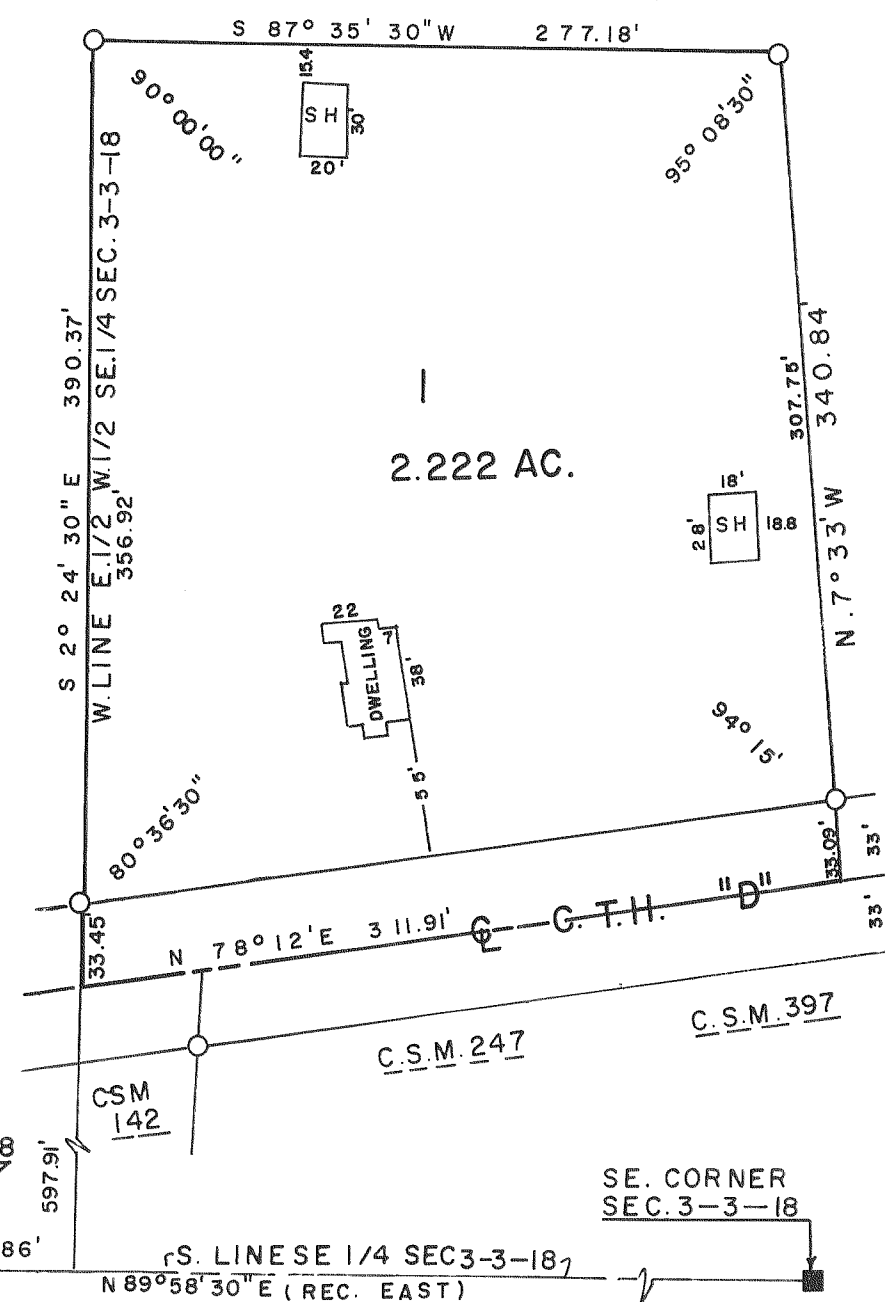 S 87° 35' 30" W 277.18'
90° 00' 00"
15.4
SH
30'
20'
95° 08' 30"
S 2° 24' 30" E 390.37'
W. LINE E.1/2 W.1/2 SE.1/4 SEC. 3-3-18
356.92'
1
2.222 AC.
307.75'
340.84'
N. 7° 33' W
18'
28'
SH
18.8
22
7
DWELLING
38'
55'
94° 15'
80° 36' 30"
33.09'
33'
33'
33.45'
N 78° 12' E 311.91' ℄ C. T. H. "D"
C.S.M. 247
C.S.M. 397
CSM
142
597.91'
86'
SE. CORNER
SEC. 3-3-18
S. LINE SE 1/4 SEC 3-3-18
N 89° 58' 30" E (REC. EAST)